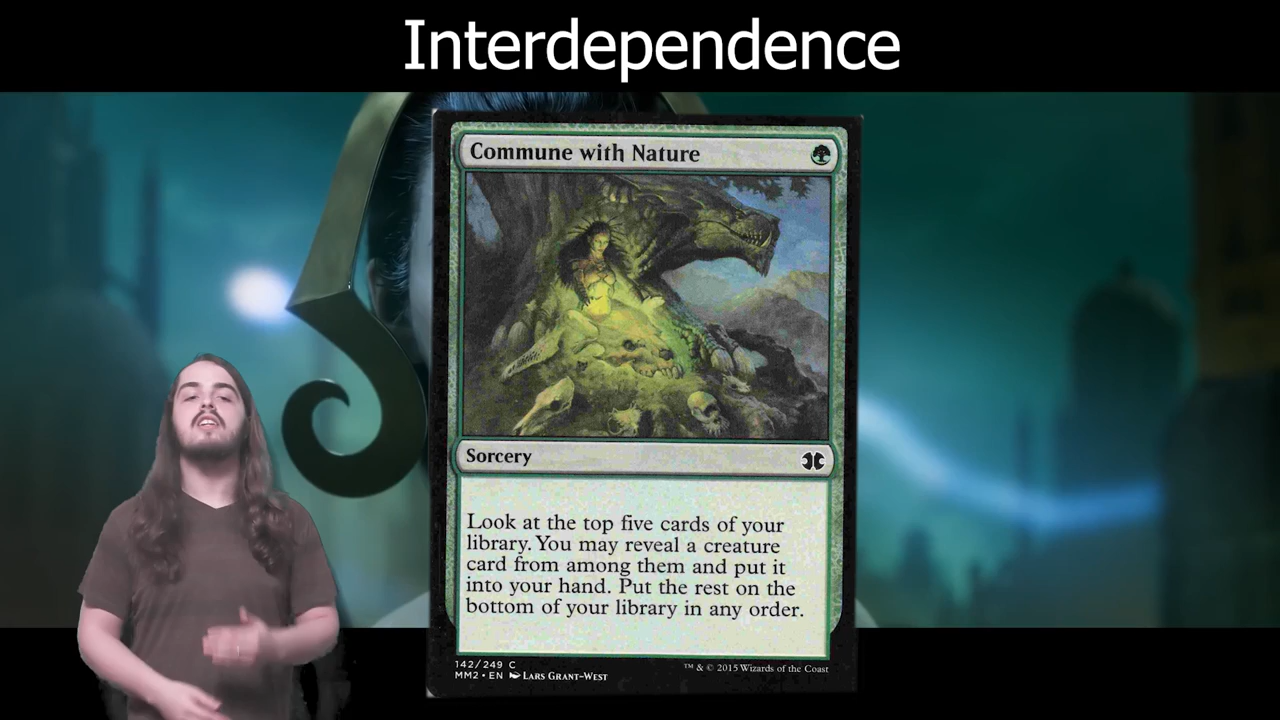 Interdependence
Commune with Nature
Sorcery
Look at the top five cards of your
library. You may reveal a creature
card from among them and put it
into your hand. Put the rest on the
bottom of your library in any order.
142/249 C
™ & © 2015 Wizards of the Coast
MM2 • EN Lars Grant-West